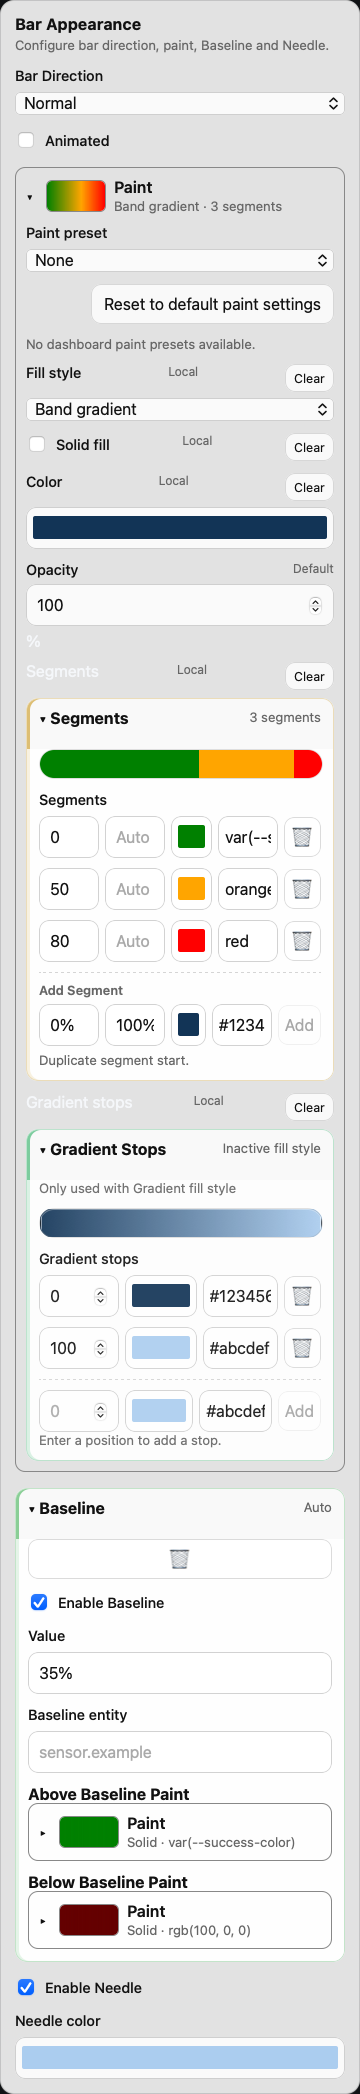 Bar Appearance
Configure bar direction, paint, Baseline and Needle.
Bar Direction
Normal
Animated
Paint
Band gradient · 3 segments
Paint preset
None
Reset to default paint settings
No dashboard paint presets available.
Fill style Local Clear
Band gradient
Solid fill Local Clear
Color Local Clear
Opacity Default
100
%
Segments Local Clear
Segments 3 segments
Segments
0 Auto var(--s
50 Auto orange
80 Auto red
Add Segment
0% 100% #1234 Add
Duplicate segment start.
Gradient stops Local Clear
Gradient Stops Inactive fill style
Only used with Gradient fill style
Gradient stops
0 #123456
100 #abcdef
0 #abcdef Add
Enter a position to add a stop.
Baseline Auto
Enable Baseline
Value
35%
Baseline entity
sensor.example
Above Baseline Paint
Paint
Solid · var(--success-color)
Below Baseline Paint
Paint
Solid · rgb(100, 0, 0)
Enable Needle
Needle color